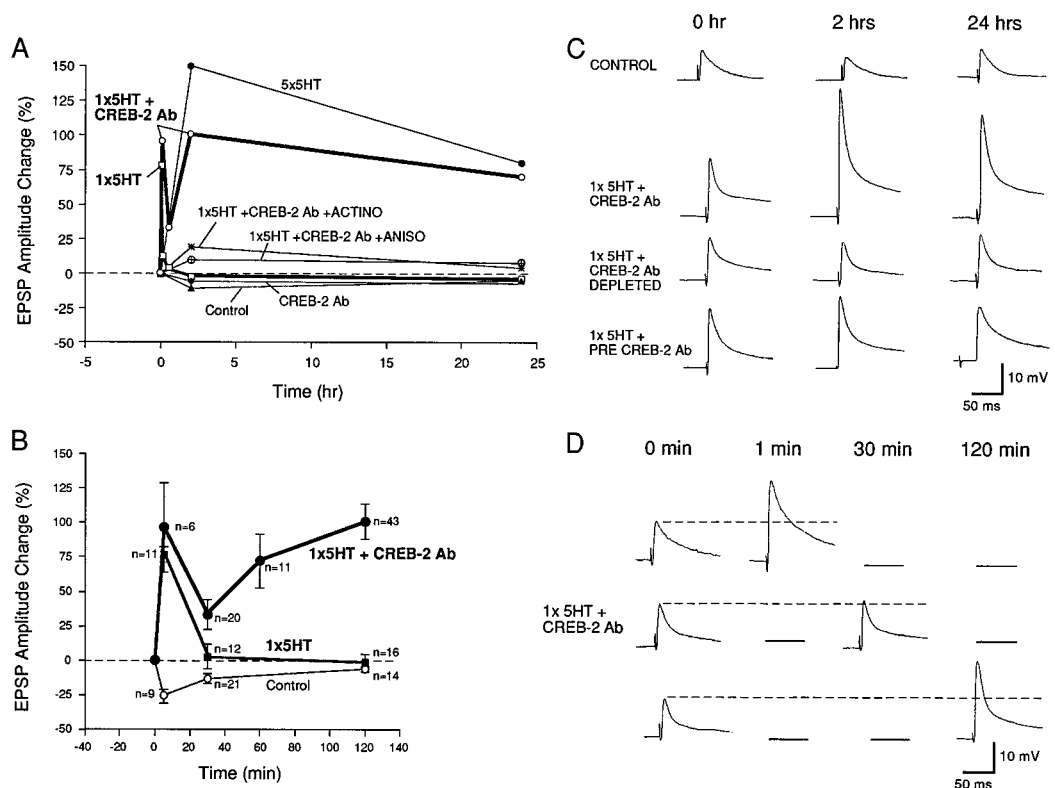 A
EPSP Amplitude Change (%)
150
125
100
75
50
25
0
-25
-50
-5 0 5 10 15 20 25
Time (hr)
1x5HT +
CREB-2 Ab
1x5HT
5x5HT
1x5HT +CREB-2 Ab +ACTINO
1x5HT +CREB-2 Ab +ANISO
CREB-2 Ab
Control
B
EPSP Amplitude Change (%)
150
125
100
75
50
25
0
-25
-50
-40 -20 0 20 40 60 80 100 120 140
Time (min)
n=6
n=43
1x5HT + CREB-2 Ab
n=11
n=11
n=20
n=12
1x5HT
n=16
n=9
n=21
Control
n=14
C
0 hr 2 hrs 24 hrs
CONTROL
1x 5HT +
CREB-2 Ab
1x 5HT +
CREB-2 Ab
DEPLETED
1x 5HT +
PRE CREB-2 Ab
10 mV
50 ms
D
0 min 1 min 30 min 120 min
1x 5HT +
CREB-2 Ab
10 mV
50 ms